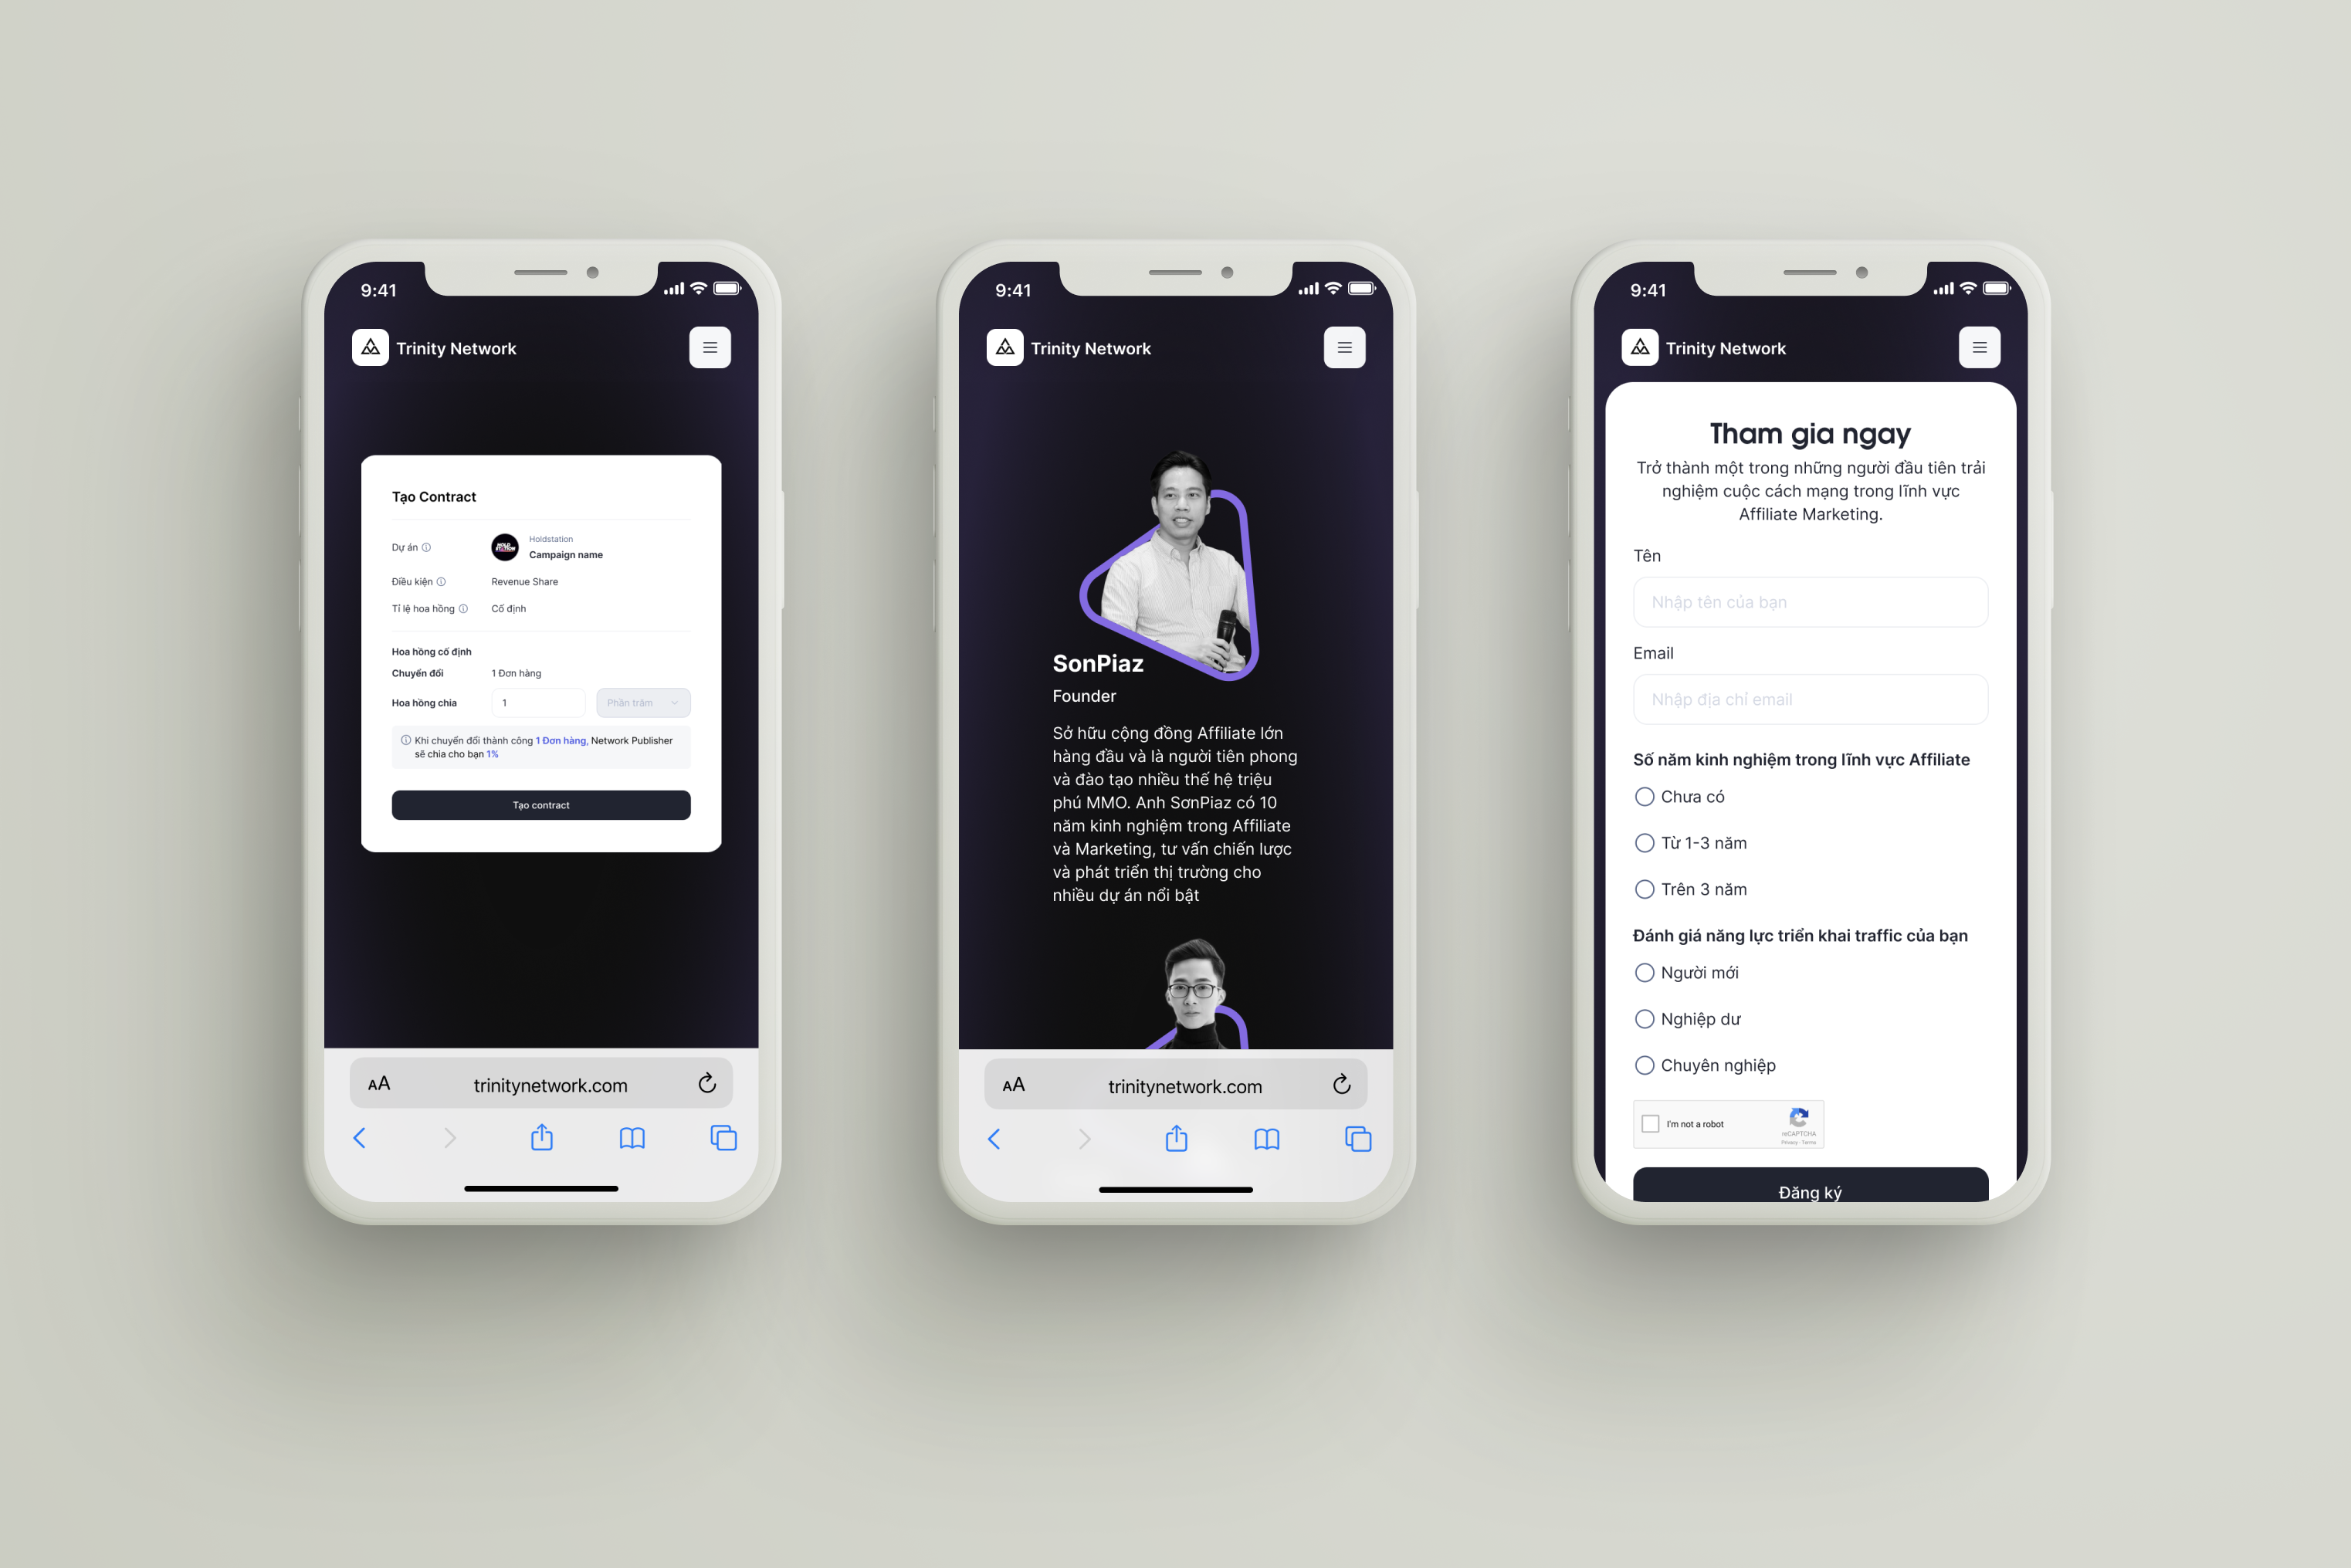 9:41
Trinity Network
Tạo Contract
Dự án
HOLD STATION
Holdstation
Campaign name
Điều kiện
Revenue Share
Tỉ lệ hoa hồng
Cố định
Hoa hồng cố định
Chuyển đổi
1 Đơn hàng
Hoa hồng chia
1
Phần trăm
Khi chuyển đổi thành công 1 Đơn hàng, Network Publisher
sẽ chia cho bạn 1%
Tạo contract
AA
trinitynetwork.com
9:41
Trinity Network
SonPiaz
Founder
Sở hữu cộng đồng Affiliate lớn
hàng đầu và là người tiên phong
và đào tạo nhiều thế hệ triệu
phú MMO. Anh SơnPiaz có 10
năm kinh nghiệm trong Affiliate
và Marketing, tư vấn chiến lược
và phát triển thị trường cho
nhiều dự án nổi bật
AA
trinitynetwork.com
9:41
Trinity Network
Tham gia ngay
Trở thành một trong những người đầu tiên trải
nghiệm cuộc cách mạng trong lĩnh vực
Affiliate Marketing.
Tên
Nhập tên của bạn
Email
Nhập địa chỉ email
Số năm kinh nghiệm trong lĩnh vực Affiliate
Chưa có
Từ 1-3 năm
Trên 3 năm
Đánh giá năng lực triển khai traffic của bạn
Người mới
Nghiệp dư
Chuyên nghiệp
I'm not a robot
reCAPTCHA
Privacy - Terms
Đăng ký